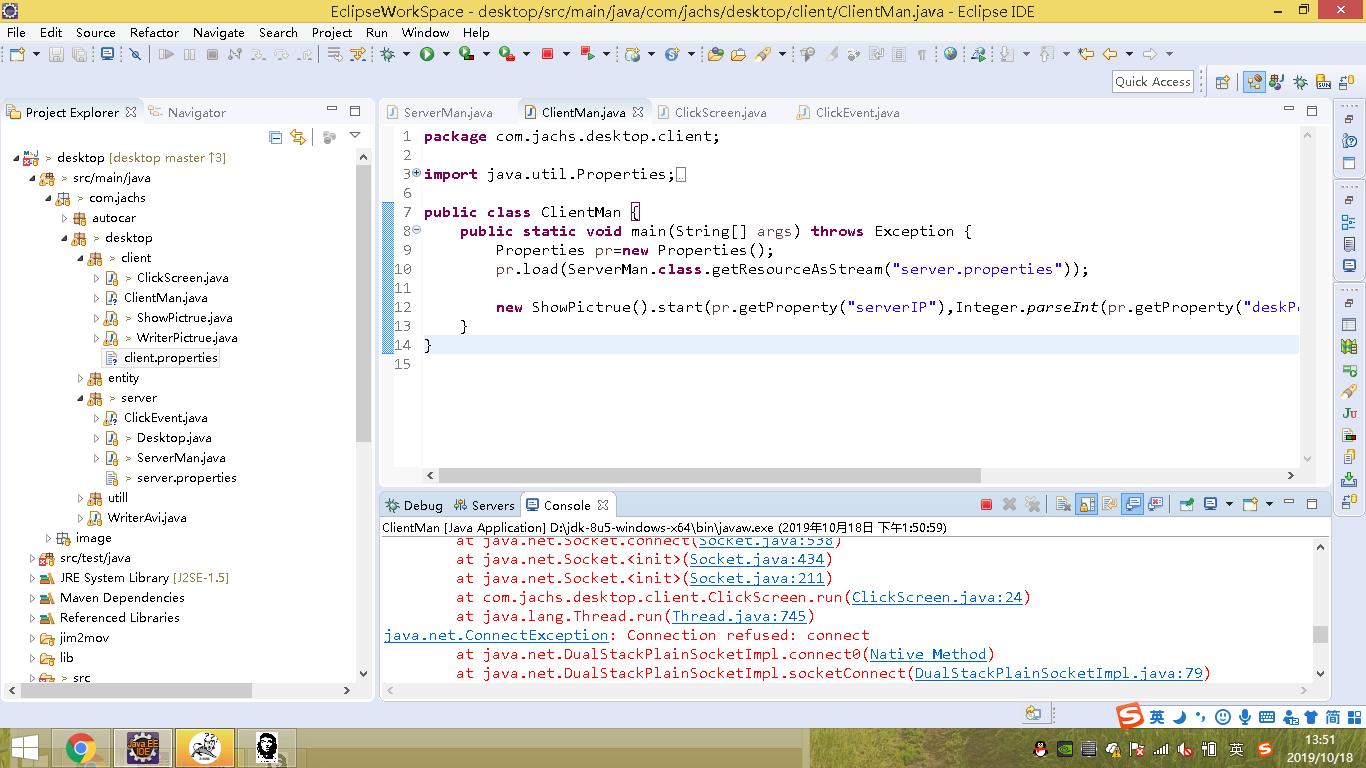 EclipseWorkSpace - desktop/src/main/java/com/jachs/desktop/client/ClientMan.java - Eclipse IDE
File Edit Source Refactor Navigate Search Project Run Window Help
Quick Access
Project Explorer Navigator
> desktop [desktop master ↑3]
> src/main/java
> com.jachs
autocar
> desktop
> client
> ClickScreen.java
ClientMan.java
> ShowPictrue.java
> WriterPictrue.java
client.properties
entity
> server
ClickEvent.java
> Desktop.java
> ServerMan.java
> server.properties
utill
WriterAvi.java
image
src/test/java
JRE System Library [J2SE-1.5]
Maven Dependencies
Referenced Libraries
jim2mov
lib
> src
ServerMan.java ClientMan.java ClickScreen.java ClickEvent.java
1 package com.jachs.desktop.client;
2
3 import java.util.Properties;
6
7 public class ClientMan {
8 public static void main(String[] args) throws Exception {
9 Properties pr=new Properties();
10 pr.load(ServerMan.class.getResourceAsStream("server.properties"));
11
12 new ShowPictrue().start(pr.getProperty("serverIP"),Integer.parseInt(pr.getProperty("deskP
13 }
14 }
15
Debug Servers Console
ClientMan [Java Application] D:\jdk-8u5-windows-x64\bin\javaw.exe (2019年10月18日 下午1:50:59)
at java.net.Socket.connect(Socket.java:538)
at java.net.Socket.<init>(Socket.java:434)
at java.net.Socket.<init>(Socket.java:211)
at com.jachs.desktop.client.ClickScreen.run(ClickScreen.java:24)
at java.lang.Thread.run(Thread.java:745)
java.net.ConnectException: Connection refused: connect
at java.net.DualStackPlainSocketImpl.connect0(Native Method)
at java.net.DualStackPlainSocketImpl.socketConnect(DualStackPlainSocketImpl.java:79)
英 简
Java EE IDE
英
13:51
2019/10/18